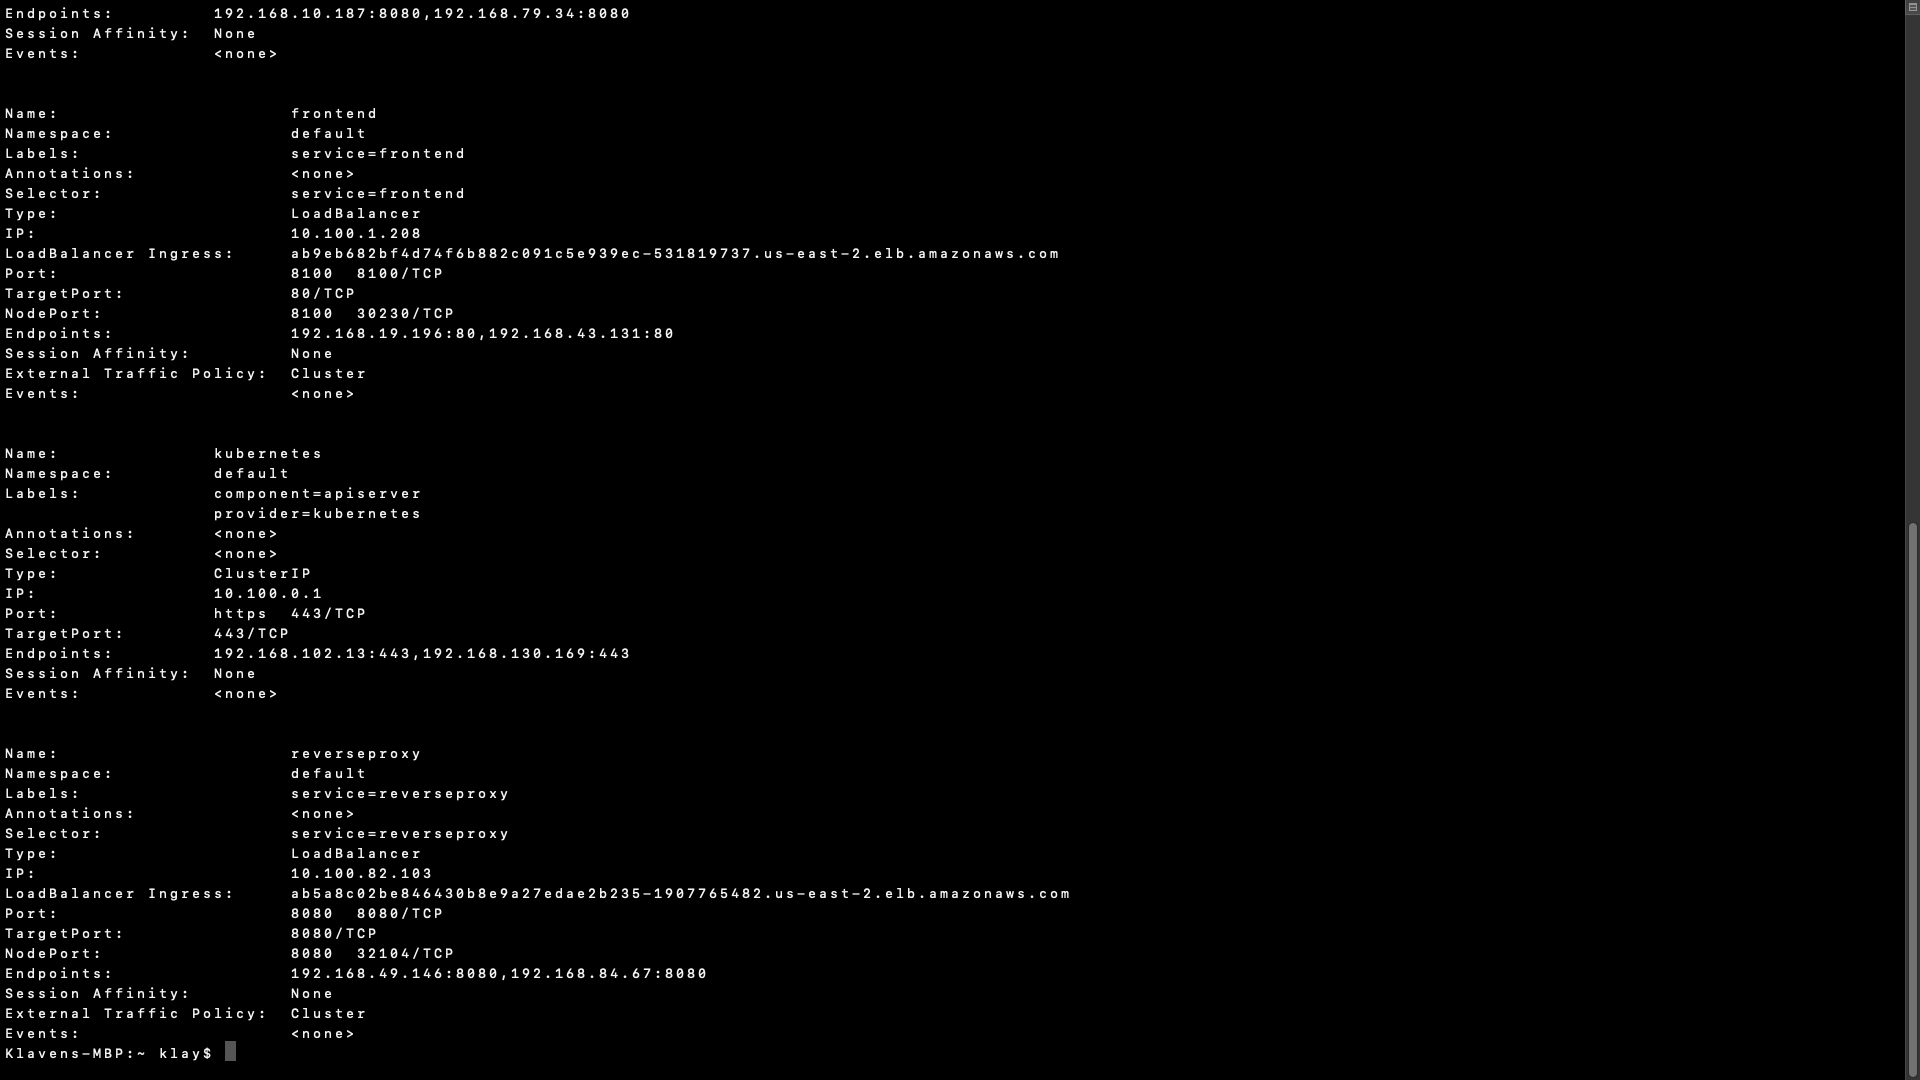 Endpoints:         192.168.10.187:8080,192.168.79.34:8080
Session Affinity:  None
Events:            <none>

Name:                     frontend
Namespace:                default
Labels:                   service=frontend
Annotations:              <none>
Selector:                 service=frontend
Type:                     LoadBalancer
IP:                       10.100.1.208
LoadBalancer Ingress:     ab9eb682bf4d74f6b882c091c5e939ec-531819737.us-east-2.elb.amazonaws.com
Port:                     8100  8100/TCP
TargetPort:               80/TCP
NodePort:                 8100  30230/TCP
Endpoints:                192.168.19.196:80,192.168.43.131:80
Session Affinity:         None
External Traffic Policy:  Cluster
Events:                   <none>

Name:              kubernetes
Namespace:         default
Labels:            component=apiserver
                   provider=kubernetes
Annotations:       <none>
Selector:          <none>
Type:              ClusterIP
IP:                10.100.0.1
Port:              https  443/TCP
TargetPort:        443/TCP
Endpoints:         192.168.102.13:443,192.168.130.169:443
Session Affinity:  None
Events:            <none>

Name:                     reverseproxy
Namespace:                default
Labels:                   service=reverseproxy
Annotations:              <none>
Selector:                 service=reverseproxy
Type:                     LoadBalancer
IP:                       10.100.82.103
LoadBalancer Ingress:     ab5a8c02be846430b8e9a27edae2b235-1907765482.us-east-2.elb.amazonaws.com
Port:                     8080  8080/TCP
TargetPort:               8080/TCP
NodePort:                 8080  32104/TCP
Endpoints:                192.168.49.146:8080,192.168.84.67:8080
Session Affinity:         None
External Traffic Policy:  Cluster
Events:                   <none>
Klavens-MBP:~ klay$